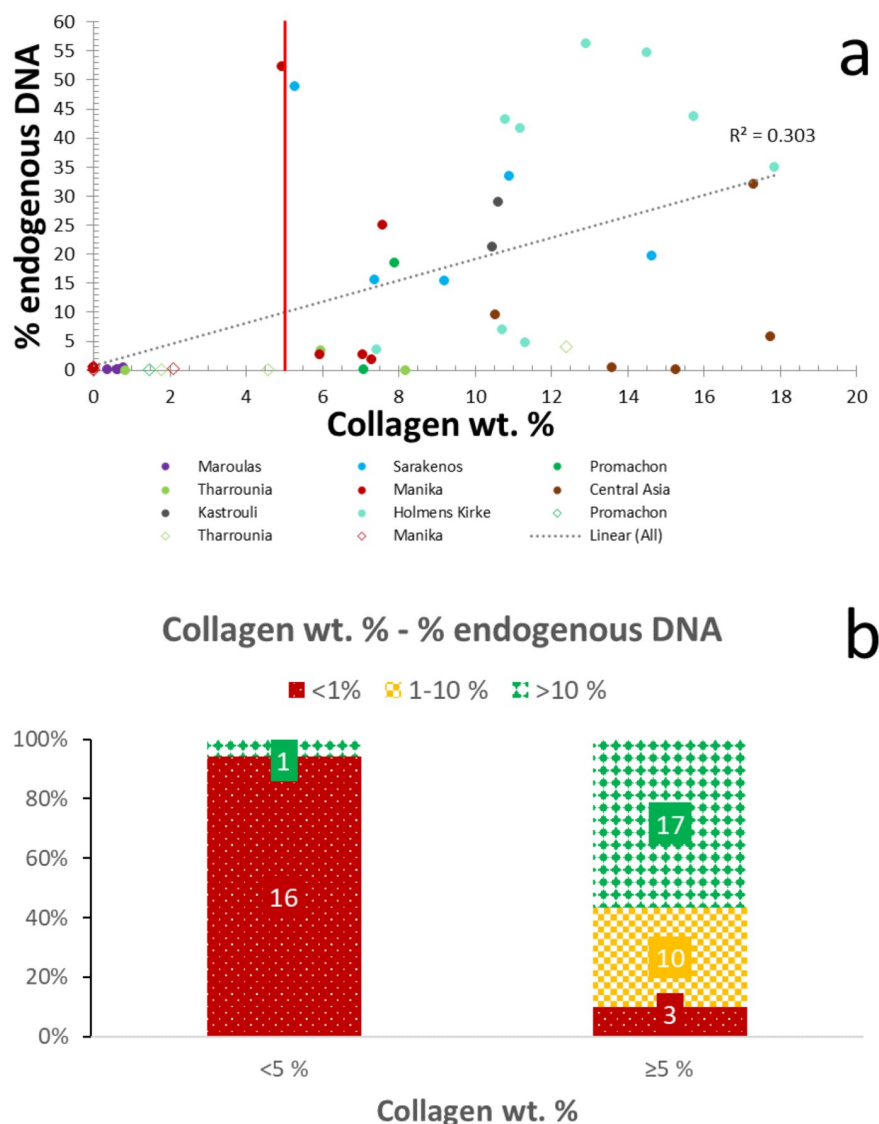 a
60
55
50
45
40
35
30
25
20
15
10
5
0
% endogenous DNA
R² = 0.303
0 2 4 6 8 10 12 14 16 18 20
Collagen wt. %
Maroulas Sarakenos Promachon
Tharrounia Manika Central Asia
Kastrouli Holmens Kirke Promachon
Tharrounia Manika Linear (All)
b
Collagen wt. % - % endogenous DNA
<1% 1-10 % >10 %
100%
80%
60%
40%
20%
0%
1
16
17
10
3
<5 % ≥5 %
Collagen wt. %